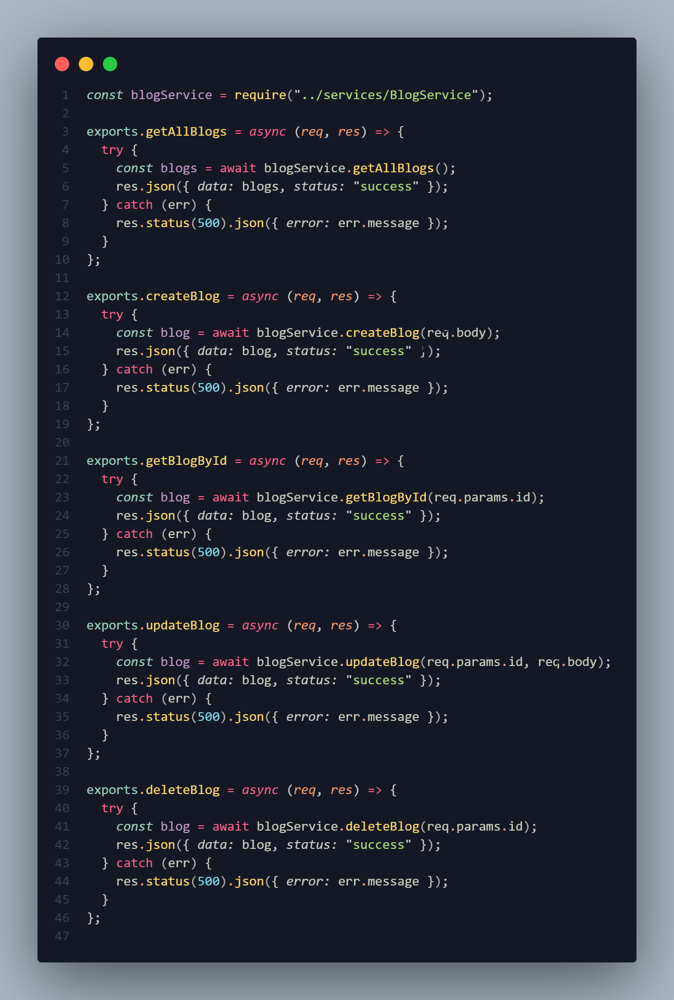 1 const blogService = require("../services/BlogService");
2
3 exports.getAllBlogs = async (req, res) => {
4   try {
5     const blogs = await blogService.getAllBlogs();
6     res.json({ data: blogs, status: "success" });
7   } catch (err) {
8     res.status(500).json({ error: err.message });
9   }
10 };
11
12 exports.createBlog = async (req, res) => {
13   try {
14     const blog = await blogService.createBlog(req.body);
15     res.json({ data: blog, status: "success" });
16   } catch (err) {
17     res.status(500).json({ error: err.message });
18   }
19 };
20
21 exports.getBlogById = async (req, res) => {
22   try {
23     const blog = await blogService.getBlogById(req.params.id);
24     res.json({ data: blog, status: "success" });
25   } catch (err) {
26     res.status(500).json({ error: err.message });
27   }
28 };
29
30 exports.updateBlog = async (req, res) => {
31   try {
32     const blog = await blogService.updateBlog(req.params.id, req.body);
33     res.json({ data: blog, status: "success" });
34   } catch (err) {
35     res.status(500).json({ error: err.message });
36   }
37 };
38
39 exports.deleteBlog = async (req, res) => {
40   try {
41     const blog = await blogService.deleteBlog(req.params.id);
42     res.json({ data: blog, status: "success" });
43   } catch (err) {
44     res.status(500).json({ error: err.message });
45   }
46 };
47